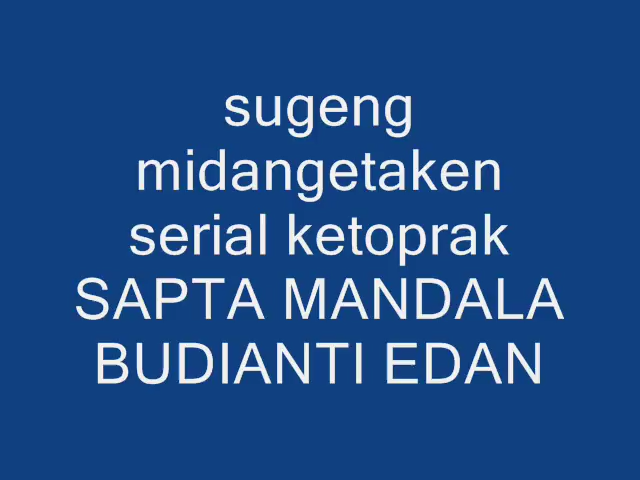 sugeng
midangetaken
serial ketoprak
SAPTA MANDALA
BUDIANTI EDAN